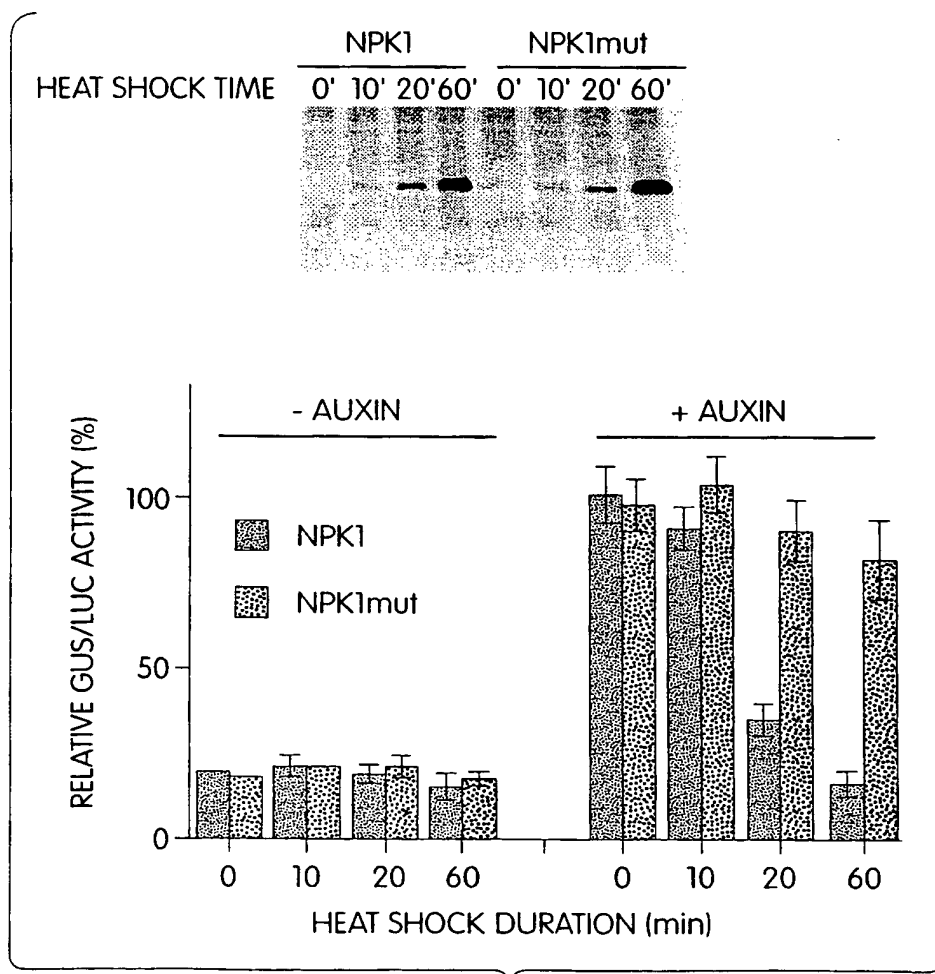 NPK1 NPK1mut
HEAT SHOCK TIME 0' 10' 20' 60' 0' 10' 20' 60'
- AUXIN + AUXIN
RELATIVE GUS/LUC ACTIVITY (%)
100
NPK1
NPK1mut
50
0
0 10 20 60 0 10 20 60
HEAT SHOCK DURATION (min)